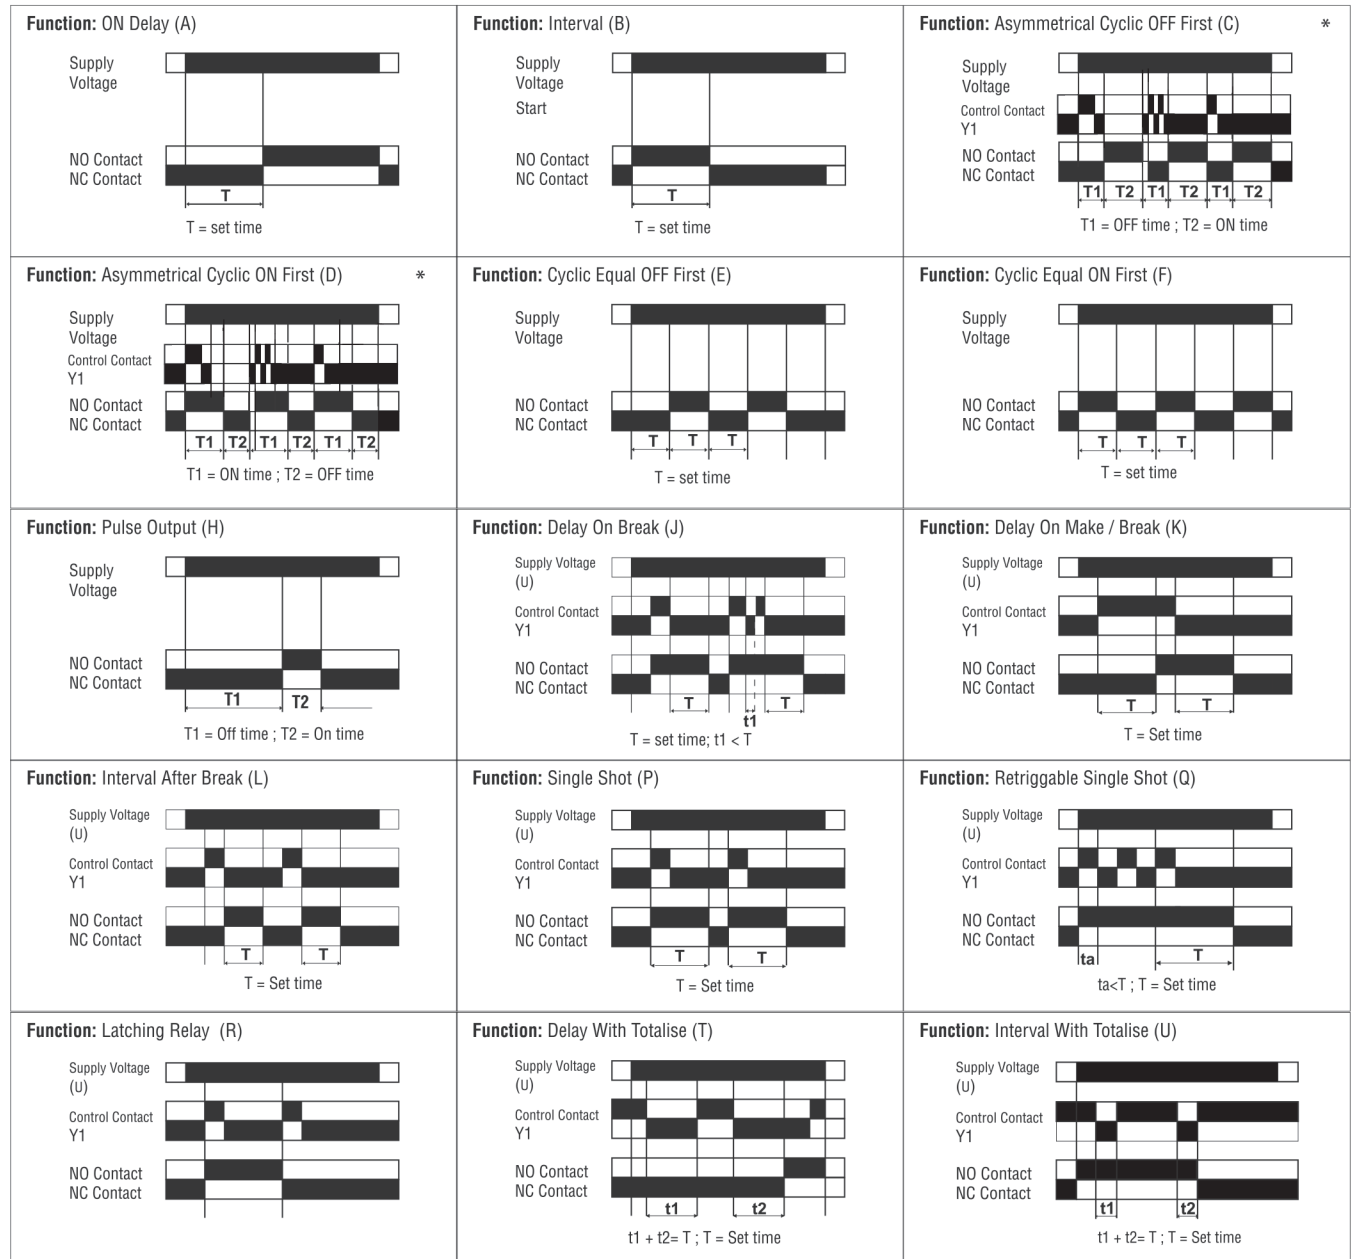 Function: ON Delay (A)
Supply
Voltage
NO Contact
NC Contact
T
T = set time
Function: Interval (B)
Supply
Voltage
Start
NO Contact
NC Contact
T
T = set time
Function: Asymmetrical Cyclic OFF First (C) *
Supply
Voltage
Control Contact
Y1
NO Contact
NC Contact
T1 T2 T1 T2 T1 T2
T1 = OFF time ; T2 = ON time
Function: Asymmetrical Cyclic ON First (D) *
Supply
Voltage
Control Contact
Y1
NO Contact
NC Contact
T1 T2 T1 T2 T1 T2
T1 = ON time ; T2 = OFF time
Function: Cyclic Equal OFF First (E)
Supply
Voltage
NO Contact
NC Contact
T T T
T = set time
Function: Cyclic Equal ON First (F)
Supply
Voltage
NO Contact
NC Contact
T T T
T = set time
Function: Pulse Output (H)
Supply
Voltage
NO Contact
NC Contact
T1 T2
T1 = Off time ; T2 = On time
Function: Delay On Break (J)
Supply Voltage
(U)
Control Contact
Y1
NO Contact
NC Contact
T T
t1
T = set time; t1 < T
Function: Delay On Make / Break (K)
Supply Voltage
(U)
Control Contact
Y1
NO Contact
NC Contact
T T
T = Set time
Function: Interval After Break (L)
Supply Voltage
(U)
Control Contact
Y1
NO Contact
NC Contact
T T
T = Set time
Function: Single Shot (P)
Supply Voltage
(U)
Control Contact
Y1
NO Contact
NC Contact
T T
T = Set time
Function: Retriggable Single Shot (Q)
Supply Voltage
(U)
Control Contact
Y1
NO Contact
NC Contact
ta T
ta<T ; T = Set time
Function: Latching Relay (R)
Supply Voltage
(U)
Control Contact
Y1
NO Contact
NC Contact
Function: Delay With Totalise (T)
Supply Voltage
(U)
Control Contact
Y1
NO Contact
NC Contact
t1 t2
t1 + t2= T ; T = Set time
Function: Interval With Totalise (U)
Supply Voltage
(U)
Control Contact
Y1
NO Contact
NC Contact
t1 t2
t1 + t2= T ; T = Set time